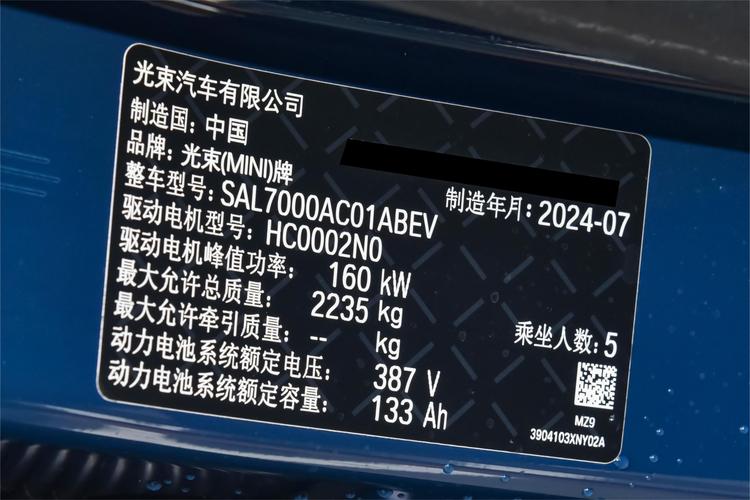 光束汽车有限公司
制造国：中国
品牌：光束(MINI)牌
制造年月：2024-07
整车型号：SAL7000AC01ABEV
驱动电机型号：HC0002N0
驱动电机峰值功率： 160 kW
最大允许总质量： 2235 kg
最大允许牵引质量： -- kg
乘坐人数：5
动力电池系统额定电压： 387 V
动力电池系统额定容量： 133 Ah
MZ9
3904103XNY02A